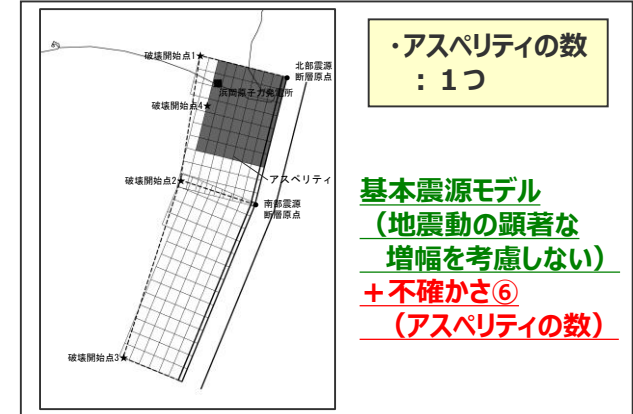 破壊開始点1★
北部震源
断層原点
浜岡原子力発電所
破壊開始点4★
アスペリティ
破壊開始点2★
南部震源
断層原点
破壊開始点3★
・アスペリティの数
：１つ
基本震源モデル
（地震動の顕著な
増幅を考慮しない）
＋不確かさ⑥
（アスペリティの数）